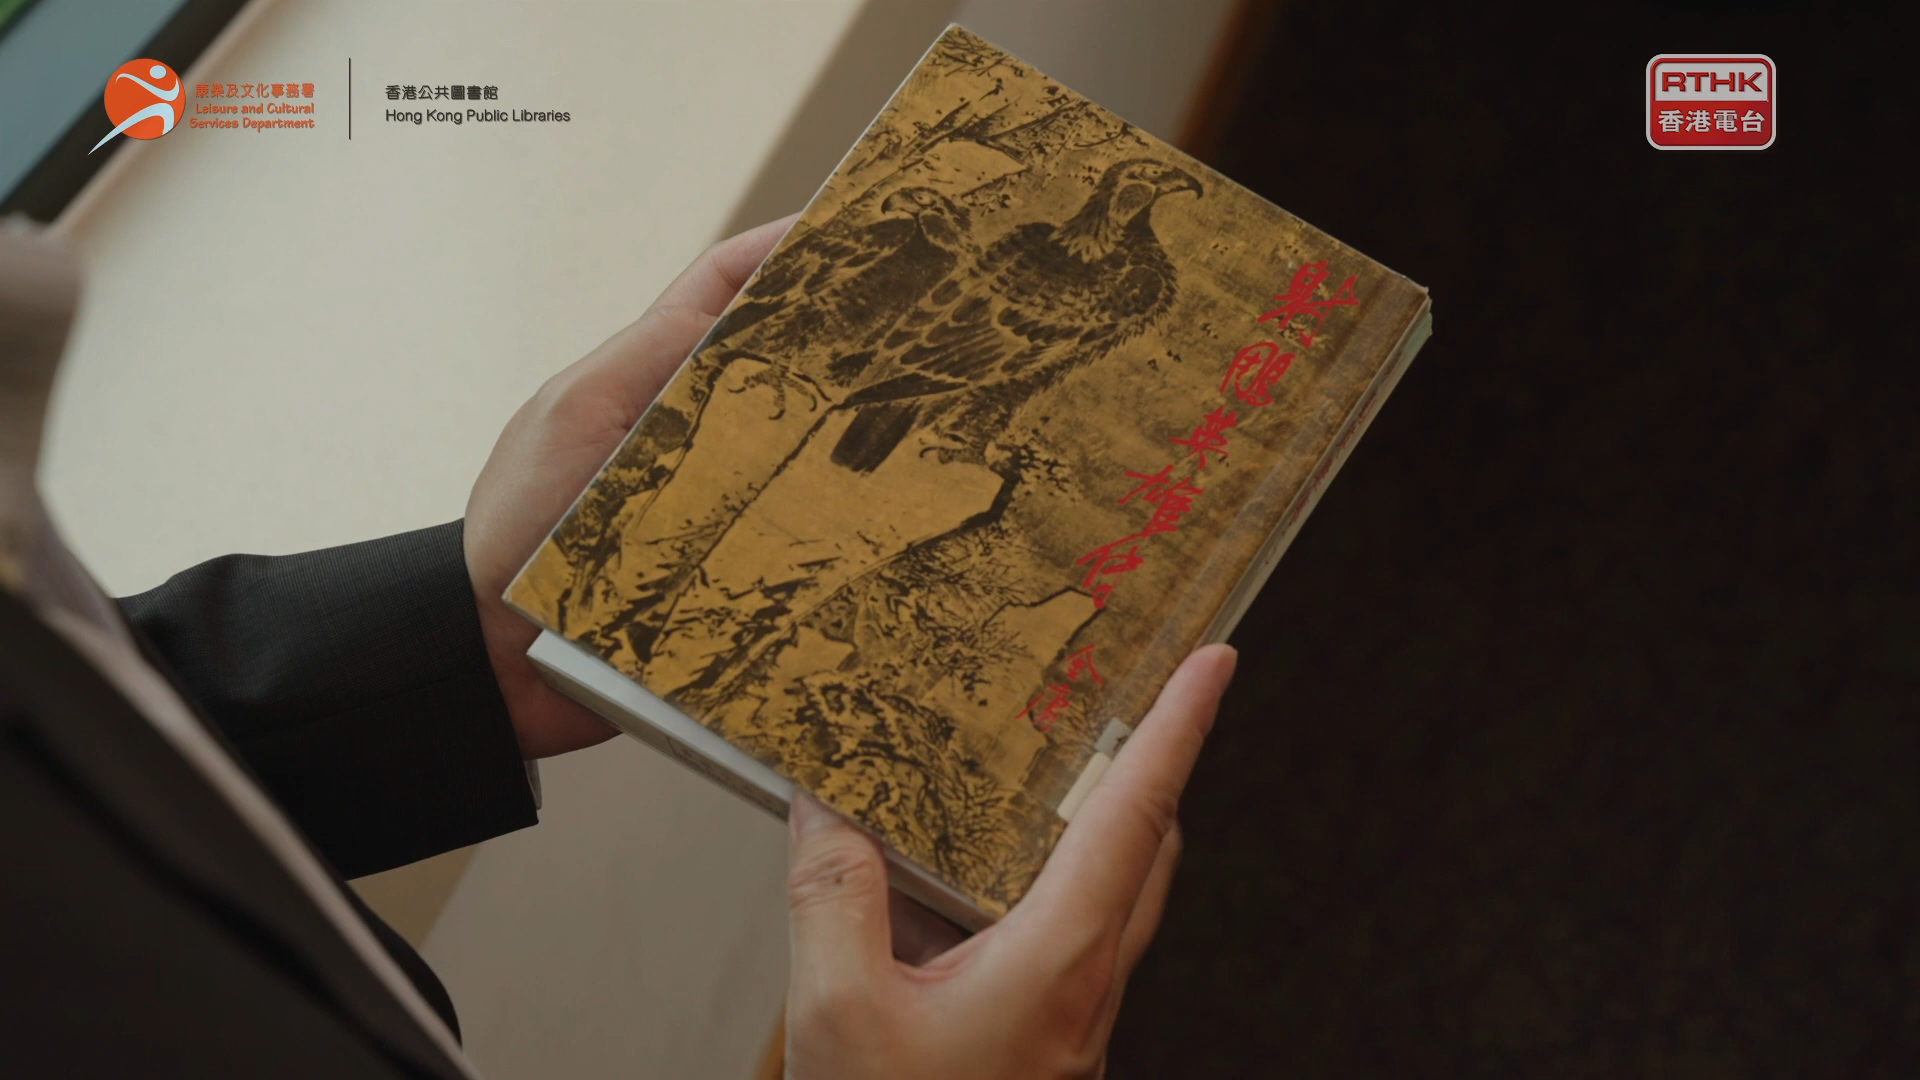 康樂及文化事務署
Leisure and Cultural
Services Department
香港公共圖書館
Hong Kong Public Libraries
RTHK
香港電台
射鵰英雄傳
金庸